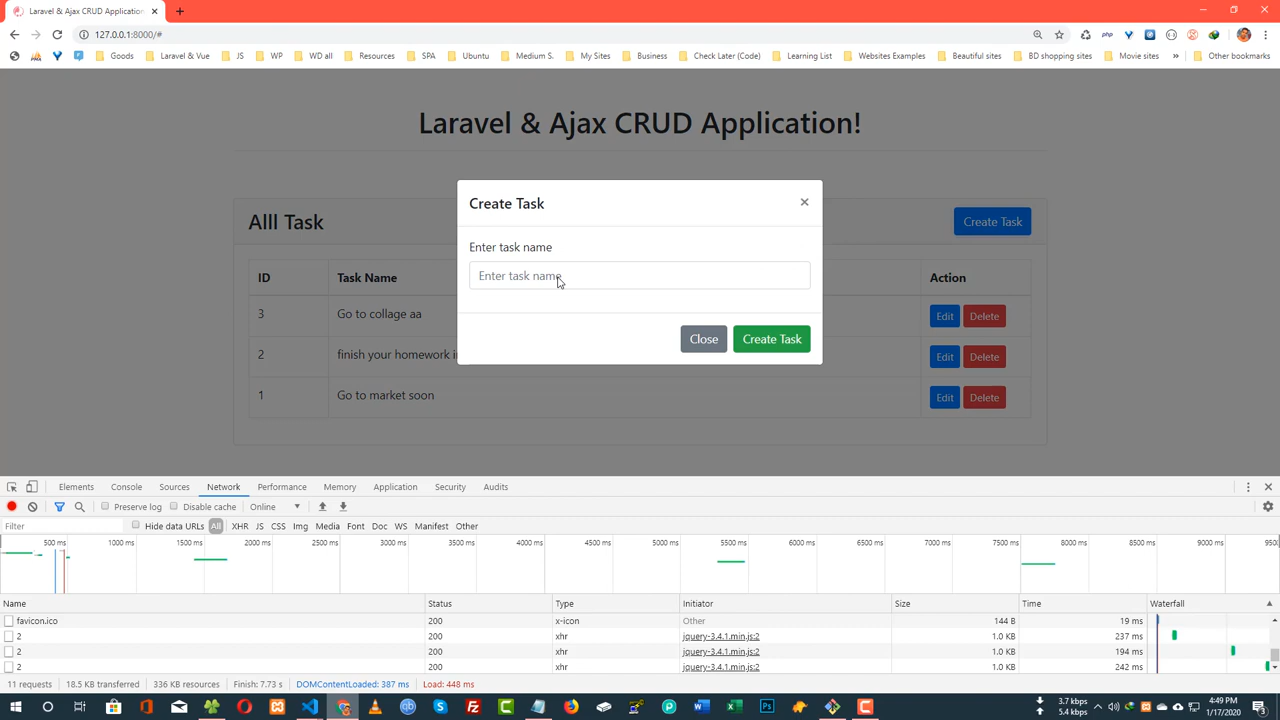 Laravel & Ajax CRUD Application
127.0.0.1:8000/#
php
Goods
Laravel & Vue
JS
WP
WD all
Resources
SPA
Ubuntu
Medium S.
My Sites
Business
Check Later (Code)
Learning List
Websites Examples
Beautiful sites
BD shopping sites
Movie sites
»
Other bookmarks
Laravel & Ajax CRUD Application!
Alll Task
Create Task
ID Task Name Action
3 Go to collage aa Edit Delete
2 finish your homework Edit Delete
1 Go to market soon Edit Delete
Create Task ×
Enter task name
Enter task name
Close Create Task
Elements Console Sources Network Performance Memory Application Security Audits
Preserve log Disable cache Online
Filter Hide data URLs All XHR JS CSS Img Media Font Doc WS Manifest Other
500 ms 1000 ms 1500 ms 2000 ms 2500 ms 3000 ms 3500 ms 4000 ms 4500 ms 5000 ms 5500 ms 6000 ms 6500 ms 7000 ms 7500 ms 8000 ms 8500 ms 9000 ms
Name Status Type Initiator Size Time Waterfall
favicon.ico 200 x-icon Other 144 B 19 ms
2 200 xhr jquery-3.4.1.min.js:2 1.0 KB 237 ms
2 200 xhr jquery-3.4.1.min.js:2 1.0 KB 194 ms
2 200 xhr jquery-3.4.1.min.js:2 1.0 KB 242 ms
11 requests 18.5 KB transferred 336 KB resources Finish: 7.73 s DOMContentLoaded: 387 ms Load: 448 ms
3.7 kbps
5.4 kbps
4:49 PM
1/17/2020